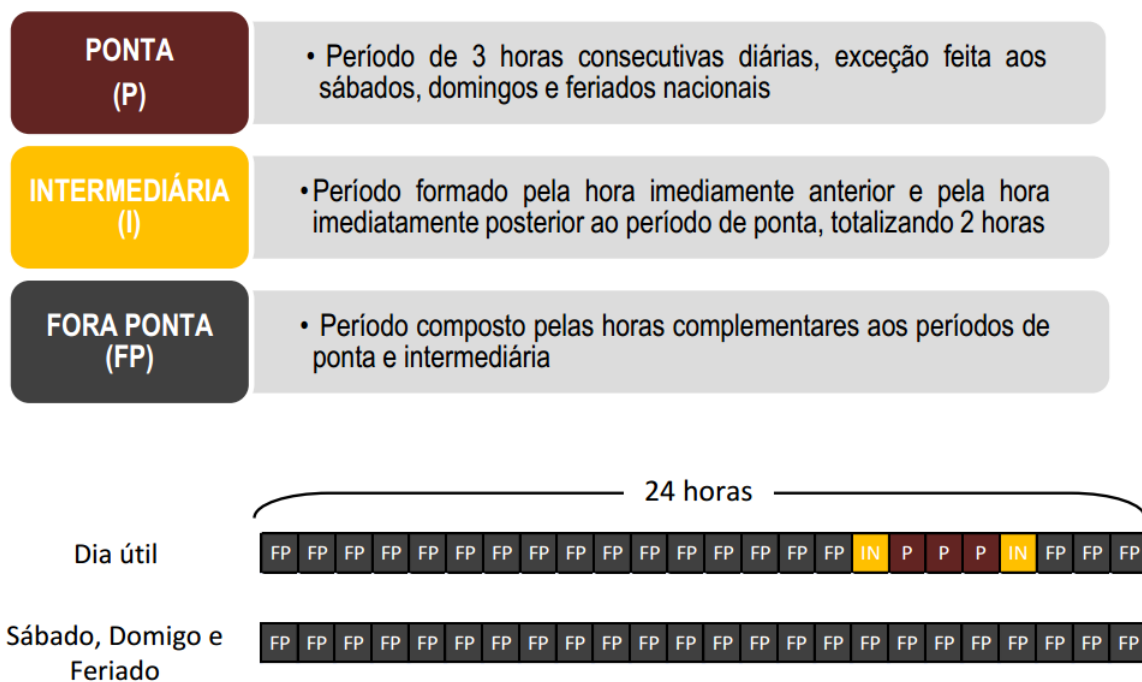 PONTA
(P)
• Período de 3 horas consecutivas diárias, exceção feita aos
sábados, domingos e feriados nacionais
INTERMEDIÁRIA
(I)
• Período formado pela hora imediamente anterior e pela hora
imediatamente posterior ao período de ponta, totalizando 2 horas
FORA PONTA
(FP)
• Período composto pelas horas complementares aos períodos de
ponta e intermediária
24 horas
Dia útil
FP FP FP FP FP FP FP FP FP FP FP FP FP FP FP FP IN P P P IN FP FP FP
Sábado, Domigo e
Feriado
FP FP FP FP FP FP FP FP FP FP FP FP FP FP FP FP FP FP FP FP FP FP FP FP